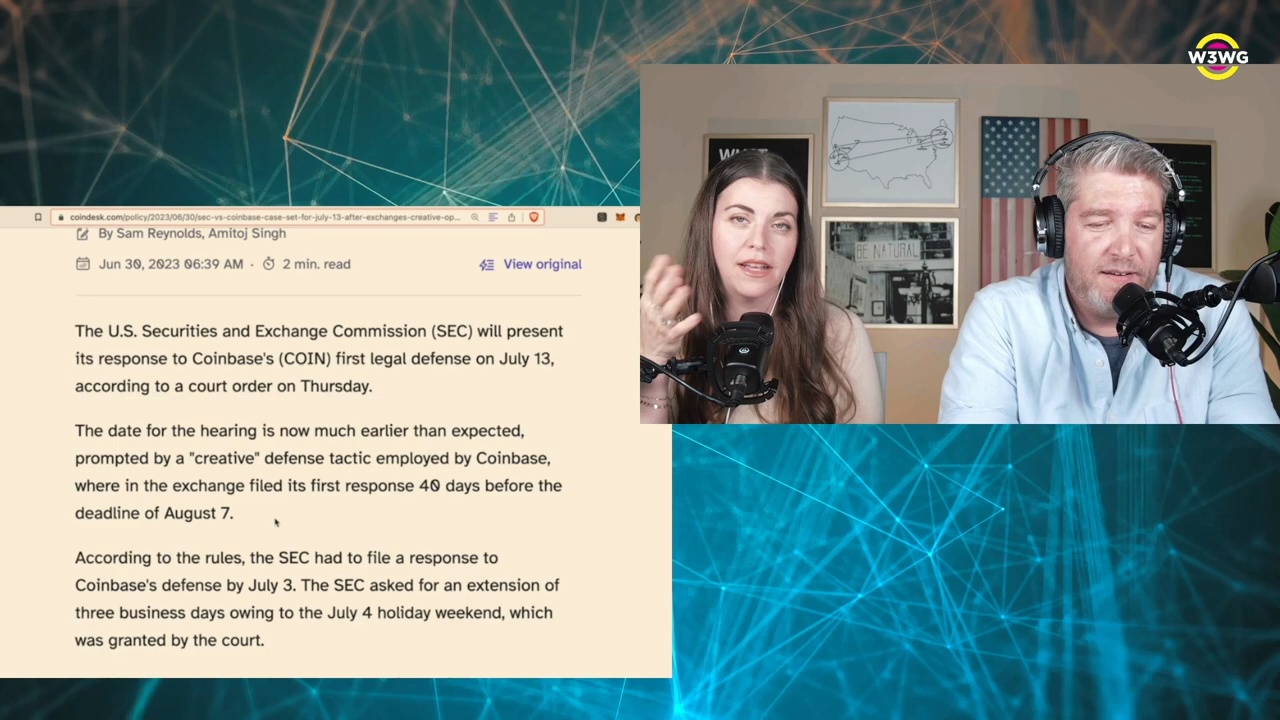 W3WG
coindesk.com/policy/2023/06/30/sec-vs-coinbase-case-set-for-july-13-after-exchanges-creative-op...
By Sam Reynolds, Amitoj Singh
Jun 30, 2023 06:39 AM · 2 min. read
View original
The U.S. Securities and Exchange Commission (SEC) will present
its response to Coinbase's (COIN) first legal defense on July 13,
according to a court order on Thursday.
The date for the hearing is now much earlier than expected,
prompted by a "creative" defense tactic employed by Coinbase,
where in the exchange filed its first response 40 days before the
deadline of August 7.
According to the rules, the SEC had to file a response to
Coinbase's defense by July 3. The SEC asked for an extension of
three business days owing to the July 4 holiday weekend, which
was granted by the court.
BE NATURAL